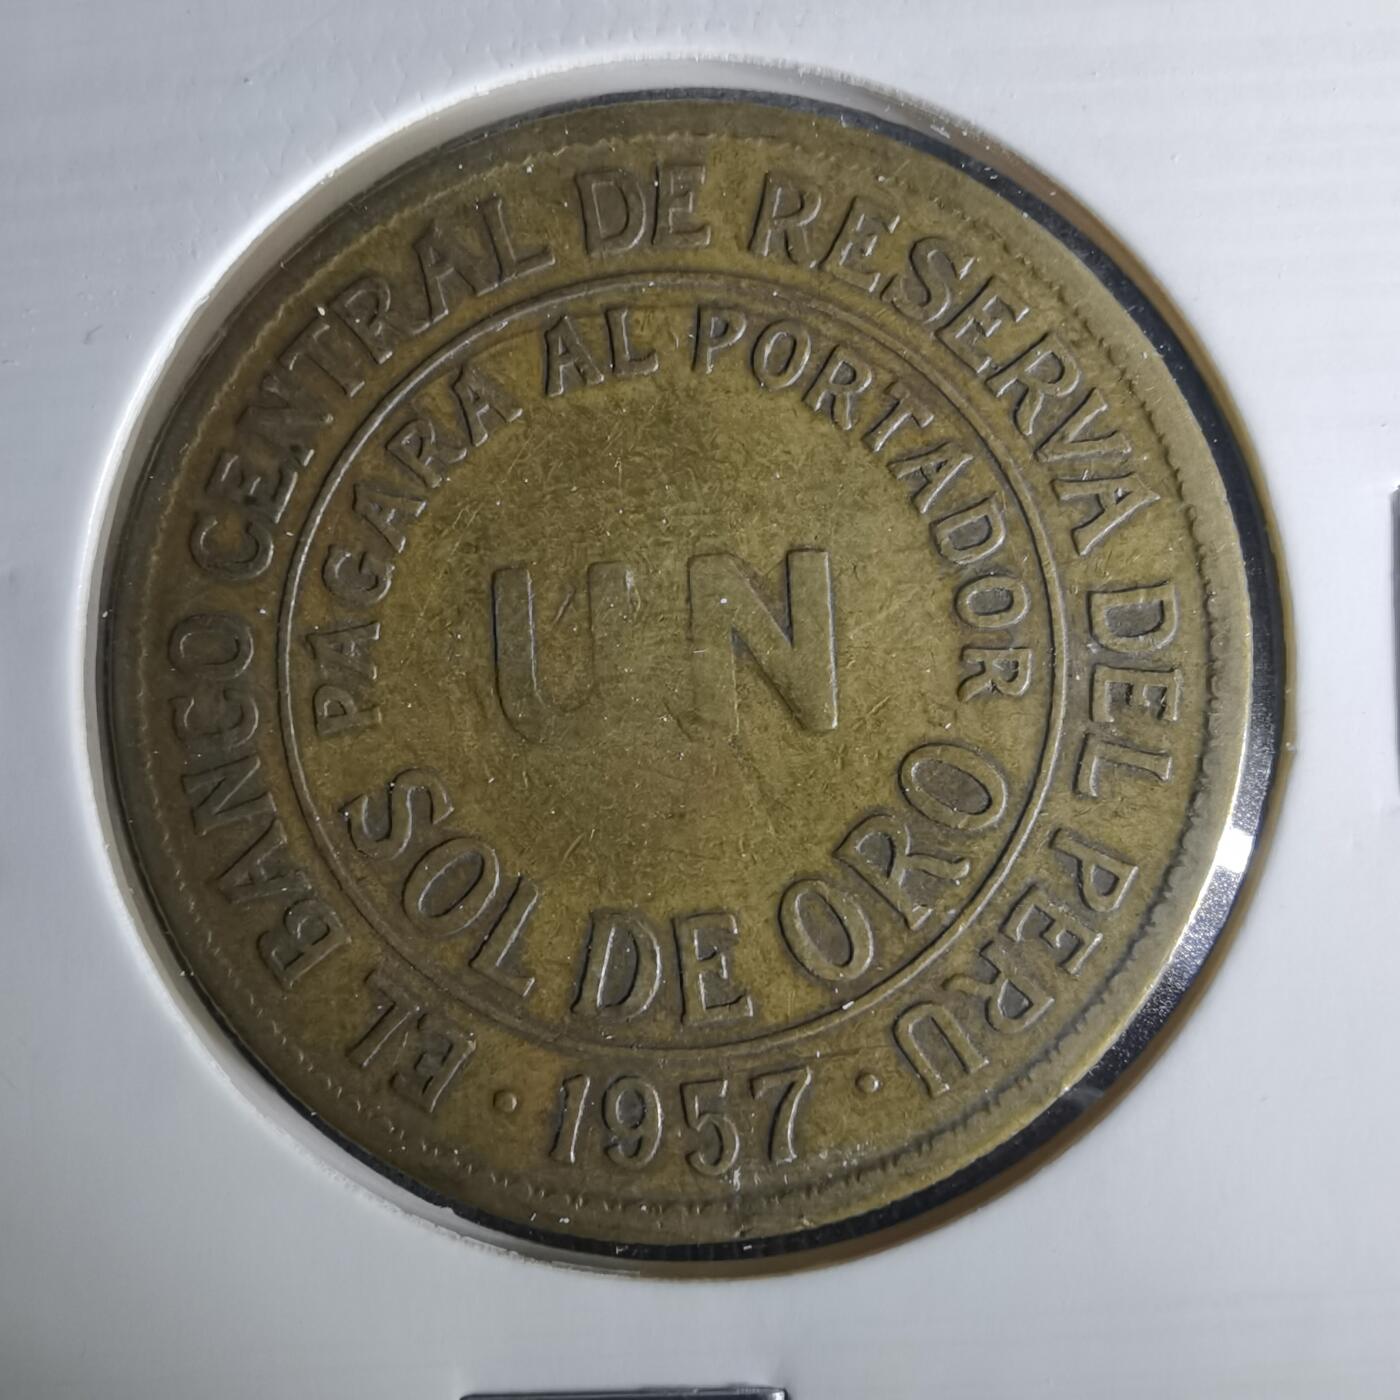 EL BANCO CENTRAL DE RESERVA DEL PERU
PAGARA AL PORTADOR
UN
SOL DE ORO
· 1957 ·